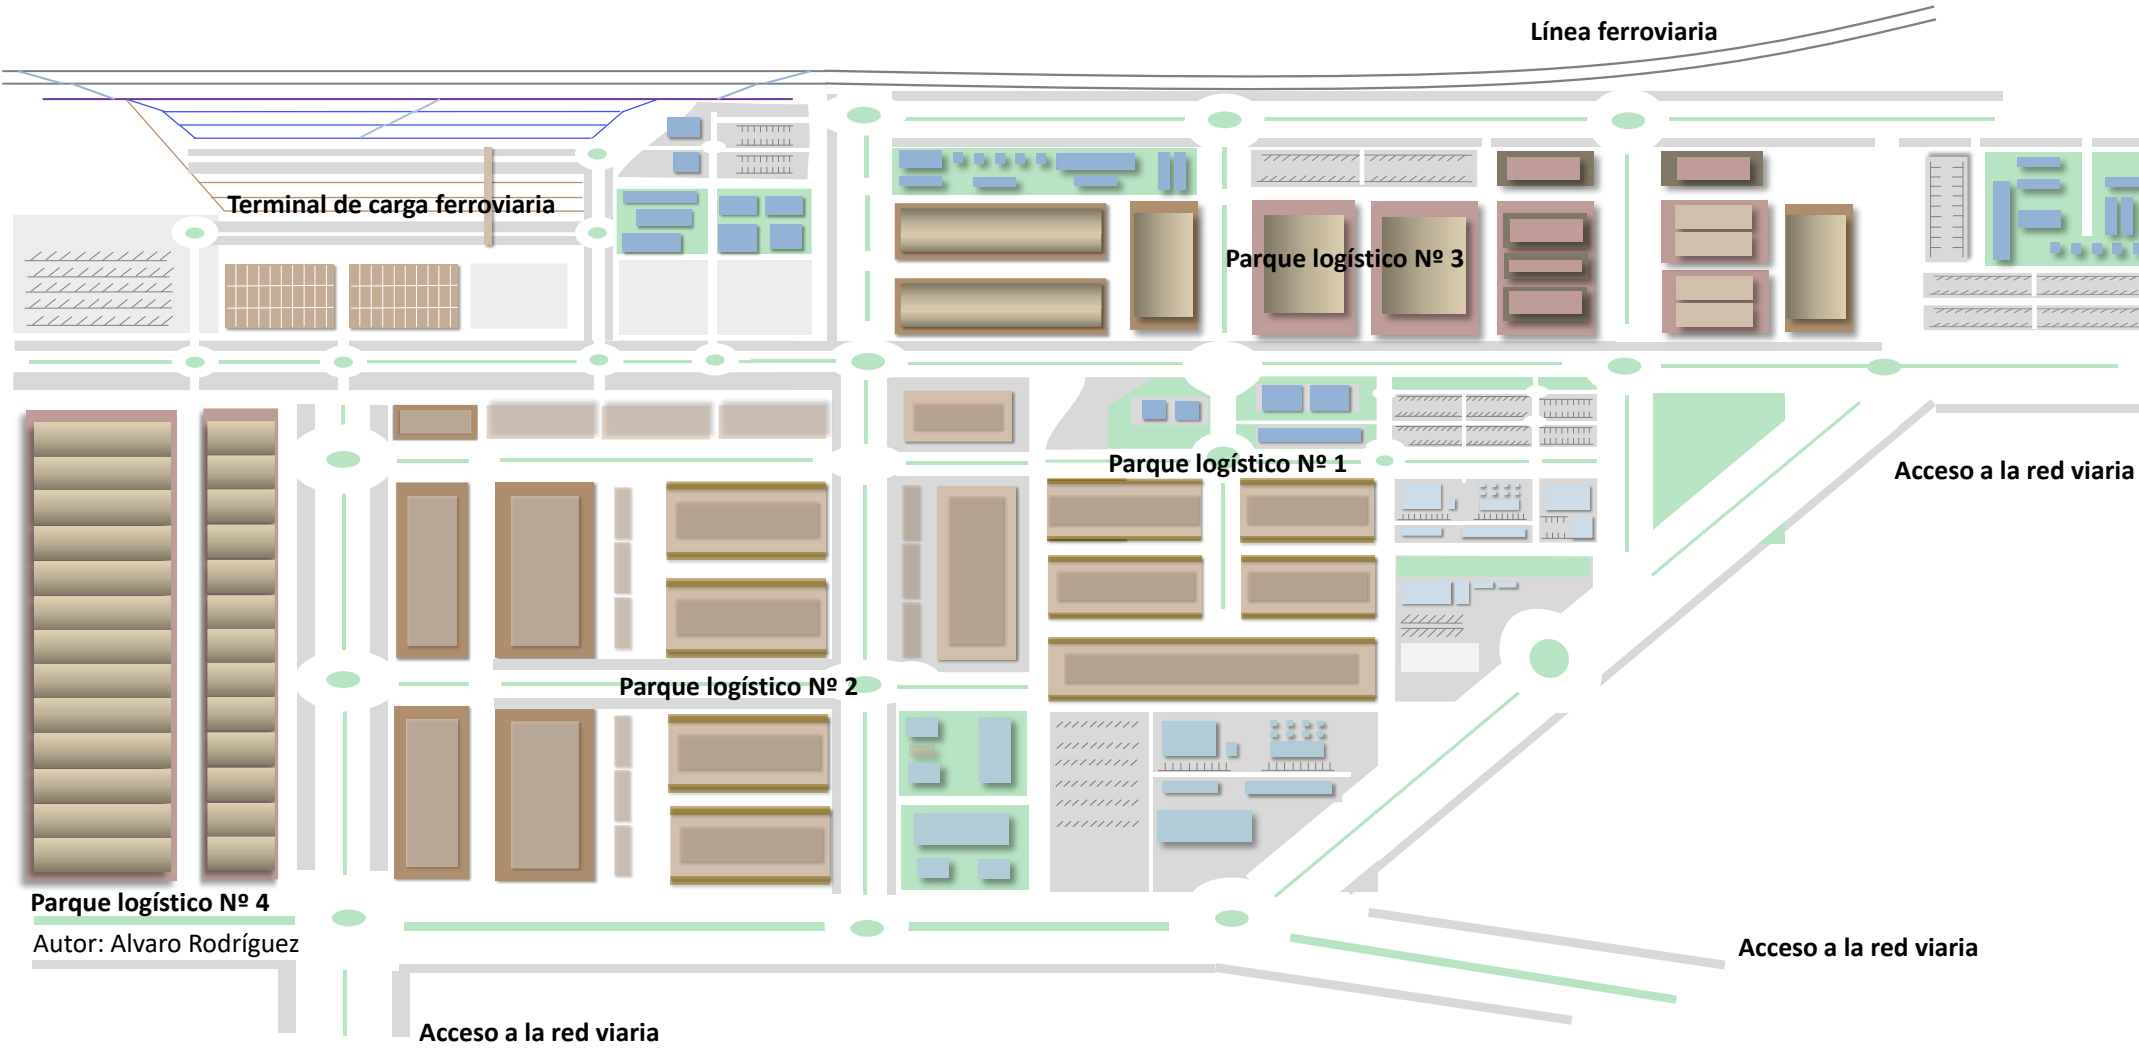 Línea ferroviaria
Terminal de carga ferroviaria
Parque logístico Nº 3
Parque logístico Nº 1
Acceso a la red viaria
Parque logístico Nº 2
Parque logístico Nº 4
Autor: Alvaro Rodríguez
Acceso a la red viaria
Acceso a la red viaria